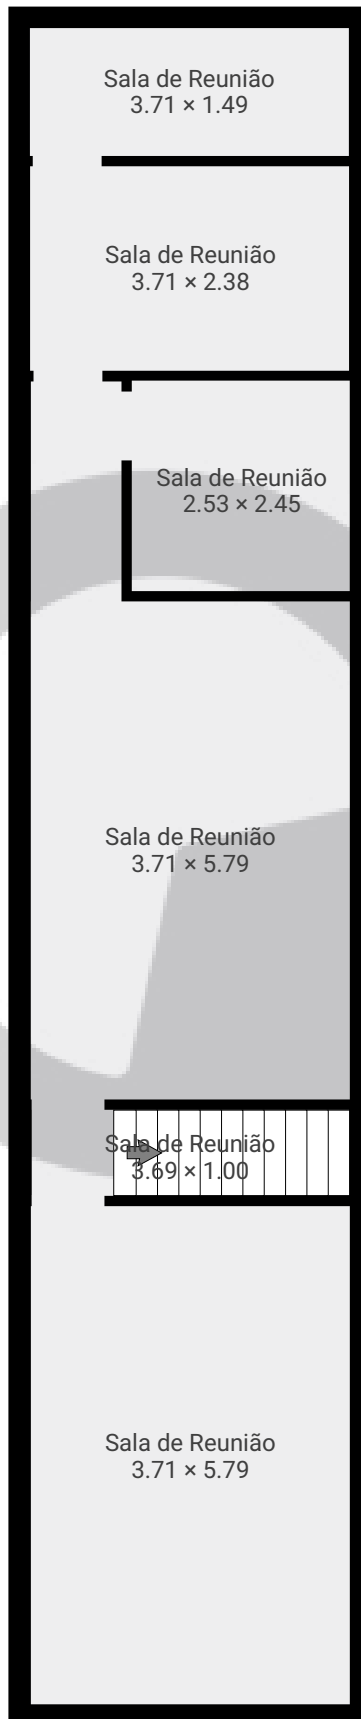 Sala de Reunião
3.71 × 1.49
Sala de Reunião
3.71 × 2.38
Sala de Reunião
2.53 × 2.45
Sala de Reunião
3.71 × 5.79
Sala de Reunião
3.69 × 1.00
Sala de Reunião
3.71 × 5.79